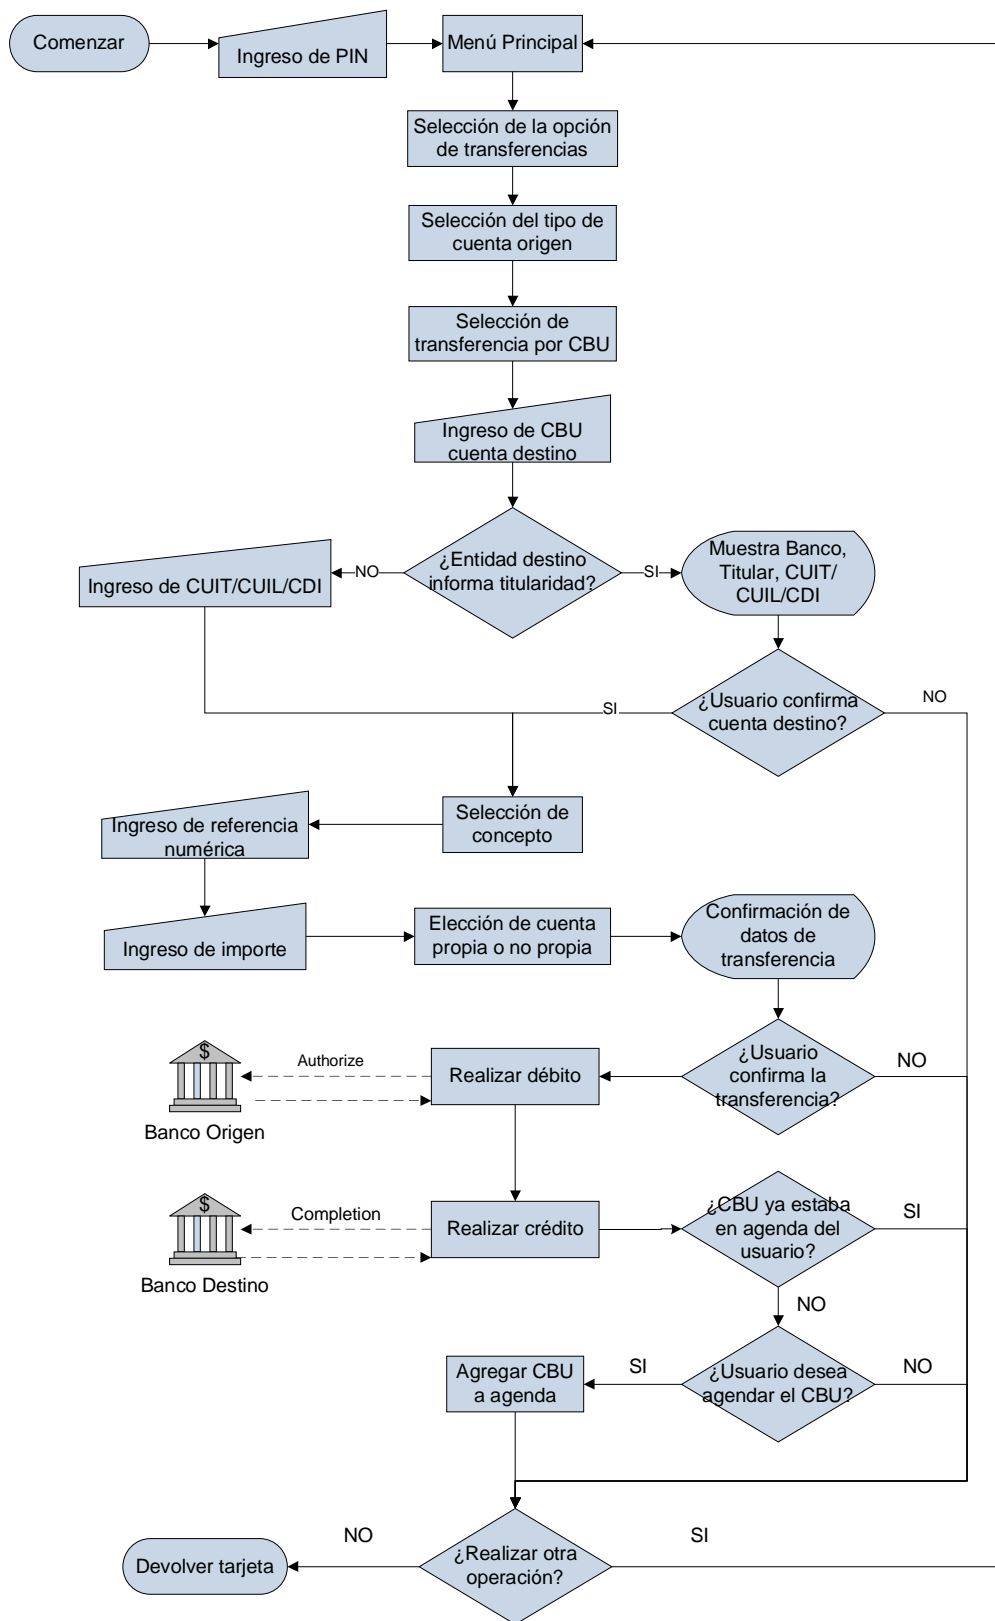 Comenzar
Ingreso de PIN
Menú Principal
Selección de la opción
de transferencias
Selección del tipo de
cuenta origen
Selección de
transferencia por CBU
Ingreso de CBU
cuenta destino
¿Entidad destino
informa titularidad?
NO
SI
Ingreso de CUIT/CUIL/CDI
Muestra Banco,
Titular, CUIT/
CUIL/CDI
¿Usuario confirma
cuenta destino?
SI
NO
Selección de
concepto
Ingreso de referencia
numérica
Ingreso de importe
Elección de cuenta
propia o no propia
Confirmación de
datos de
transferencia
¿Usuario
confirma la
transferencia?
NO
Realizar débito
Authorize
$
Banco Origen
Realizar crédito
Completion
$
Banco Destino
¿CBU ya estaba
en agenda del
usuario?
SI
NO
¿Usuario desea
agendar el CBU?
SI
NO
Agregar CBU
a agenda
¿Realizar otra
operación?
NO
SI
Devolver tarjeta